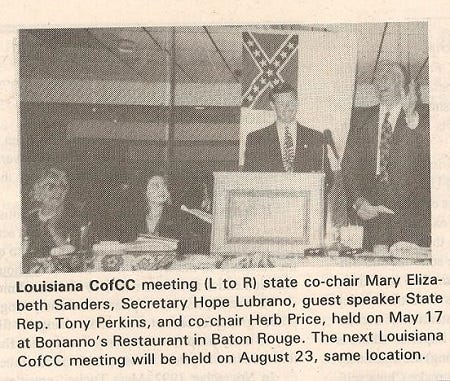 Louisiana CofCC meeting (L to R) state co-chair Mary Eliza-
beth Sanders, Secretary Hope Lubrano, guest speaker State
Rep. Tony Perkins, and co-chair Herb Price, held on May 17
at Bonanno's Restaurant in Baton Rouge. The next Louisiana
CofCC meeting will be held on August 23, same location.